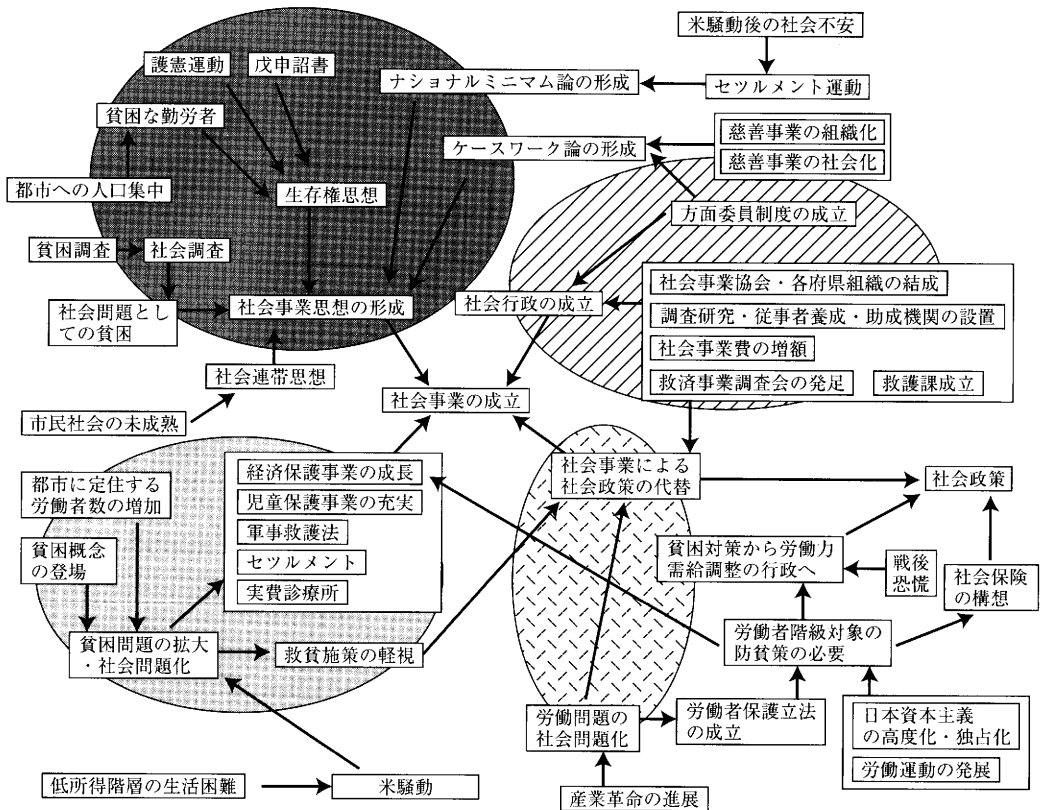 米騒動後の社会不安
護憲運動
戊申詔書
ナショナルミニマム論の形成
セツルメント運動
貧困な勤労者
慈善事業の組織化
ケースワーク論の形成
慈善事業の社会化
都市への人口集中
生存権思想
方面委員制度の成立
貧困調査
社会調査
社会事業協会・各府県組織の結成
社会問題とし
ての貧困
社会事業思想の形成
社会行政の成立
調査研究・従事者養成・助成機関の設置
社会事業費の増額
社会連帯思想
救済事業調査会の発足
救護課成立
社会事業の成立
市民社会の未成熟
都市に定住する
労働者数の増加
経済保護事業の成長
児童保護事業の充実
軍事救護法
セツルメント
実費診療所
社会事業による
社会政策の代替
社会政策
貧困概念
の登場
貧困対策から労働力
需給調整の行政へ
戦後
恐慌
社会保険
の構想
貧困問題の拡大
・社会問題化
救貧施策の軽視
労働者階級対象の
防貧策の必要
労働問題の
社会問題化
労働者保護立法
の成立
日本資本主義
の高度化・独占化
労働運動の発展
低所得階層の生活困難
米騒動
産業革命の進展